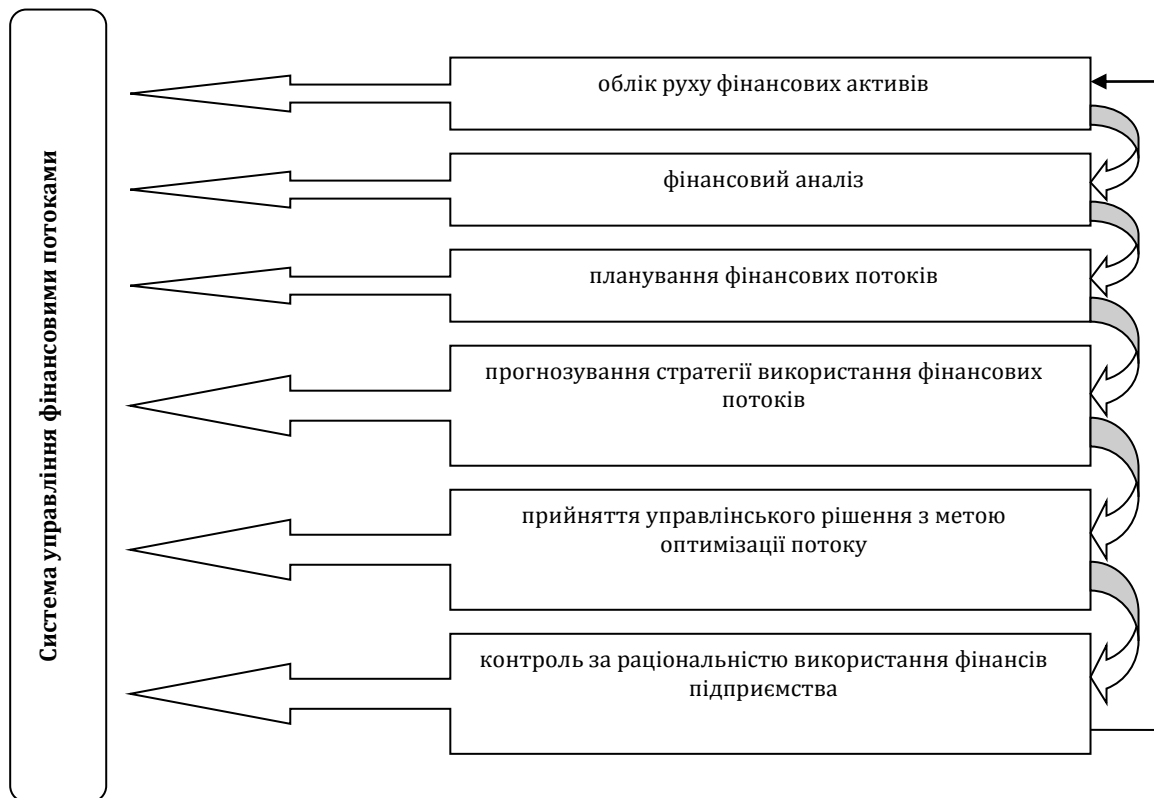 Система управління фінансовими потоками
облік руху фінансових активів
фінансовий аналіз
планування фінансових потоків
прогнозування стратегії використання фінансових
потоків
прийняття управлінського рішення з метою
оптимізації потоку
контроль за раціональністю використання фінансів
підприємства